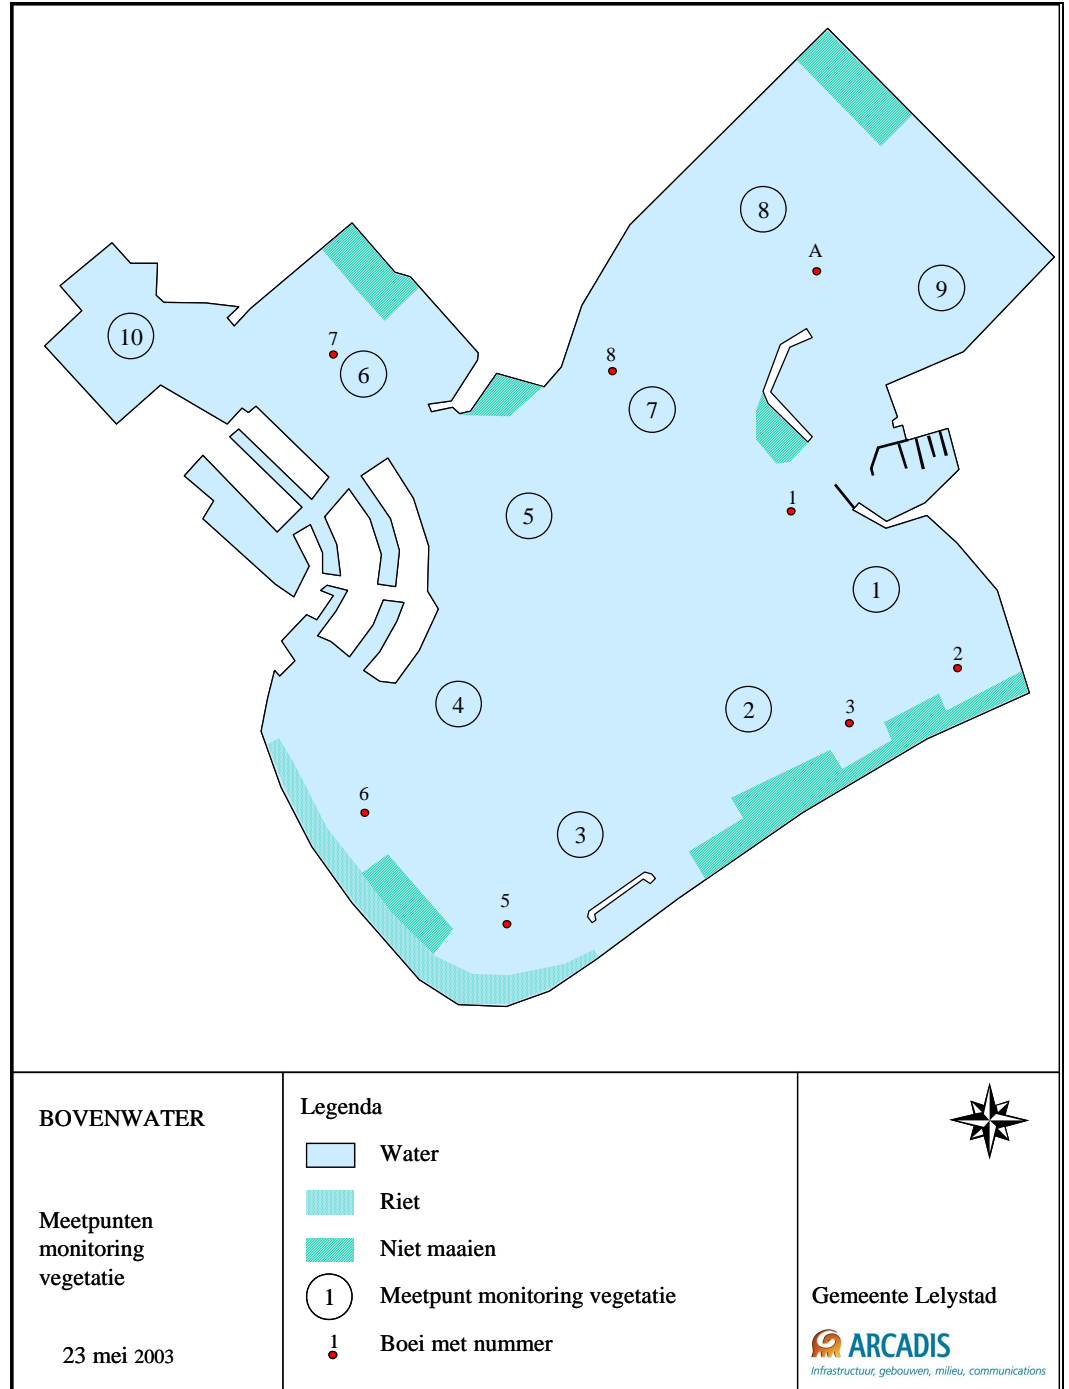 8
A
9
10
7
6
8
7
5
1
1
2
4
2
3
6
3
5
BOVENWATER
Meetpunten
monitoring
vegetatie
23 mei 2003
Legenda
Water
Riet
Niet maaien
1 Meetpunt monitoring vegetatie
1 Boei met nummer
Gemeente Lelystad
ARCADIS
Infrastructuur, gebouwen, milieu, communications